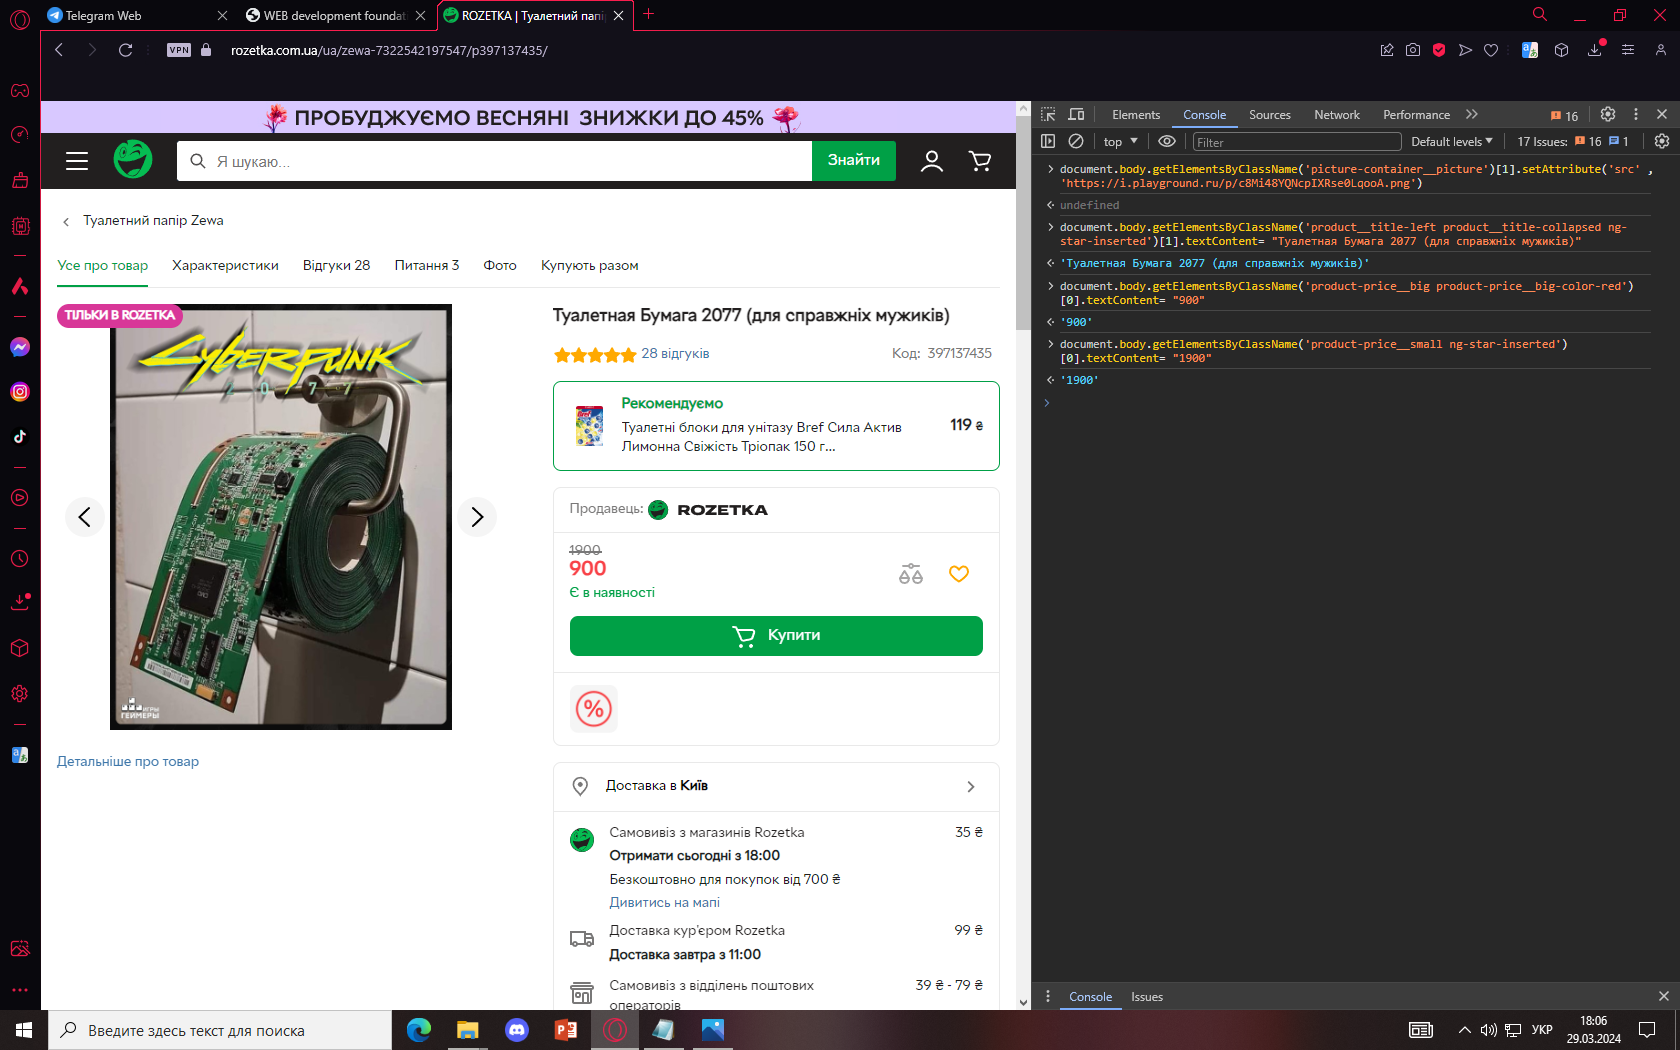 Telegram Web
WEB development foundat
ROZETKA | Туалетний папі
VPN
rozetka.com.ua/ua/zewa-7322542197547/p397137435/
ПРОБУДЖУЄМО ВЕСНЯНІ ЗНИЖКИ ДО 45%
Я шукаю...
Знайти
Туалетний папір Zewa
Усе про товар
Характеристики
Відгуки 28
Питання 3
Фото
Купують разом
ТІЛЬКИ В ROZETKA
Cyberpunk
2077
ИГРЫ
ГЕЙМЕРЫ
Детальніше про товар
Туалетная Бумага 2077 (для справжніх мужиків)
28 відгуків
Код: 397137435
Рекомендуємо
Туалетні блоки для унітазу Bref Сила Актив
Лимонна Свіжість Тріопак 150 г...
119 ₴
Продавець: ROZETKA
1900
900
Є в наявності
Купити
%
Доставка в Київ
Самовивіз з магазинів Rozetka
35 ₴
Отримати сьогодні з 18:00
Безкоштовно для покупок від 700 ₴
Дивитись на мапі
Доставка кур'єром Rozetka
99 ₴
Доставка завтра з 11:00
Самовивіз з відділень поштових
39 ₴ - 79 ₴
операторів
Elements
Console
Sources
Network
Performance
16
top
Filter
Default levels
17 Issues: 16 1
document.body.getElementsByClassName('picture-container__picture')[1].setAttribute('src' ,
'https://i.playground.ru/p/c8Mi48YQNcpIXRse0LqooA.png')
undefined
document.body.getElementsByClassName('product__title-left product__title-collapsed ng-
star-inserted')[1].textContent= "Туалетная Бумага 2077 (для справжніх мужиків)"
'Туалетная Бумага 2077 (для справжніх мужиків)'
document.body.getElementsByClassName('product-price__big product-price__big-color-red')
[0].textContent= "900"
'900'
document.body.getElementsByClassName('product-price__small ng-star-inserted')
[0].textContent= "1900"
'1900'
Console
Issues
Введите здесь текст для поиска
УКР
18:06
29.03.2024